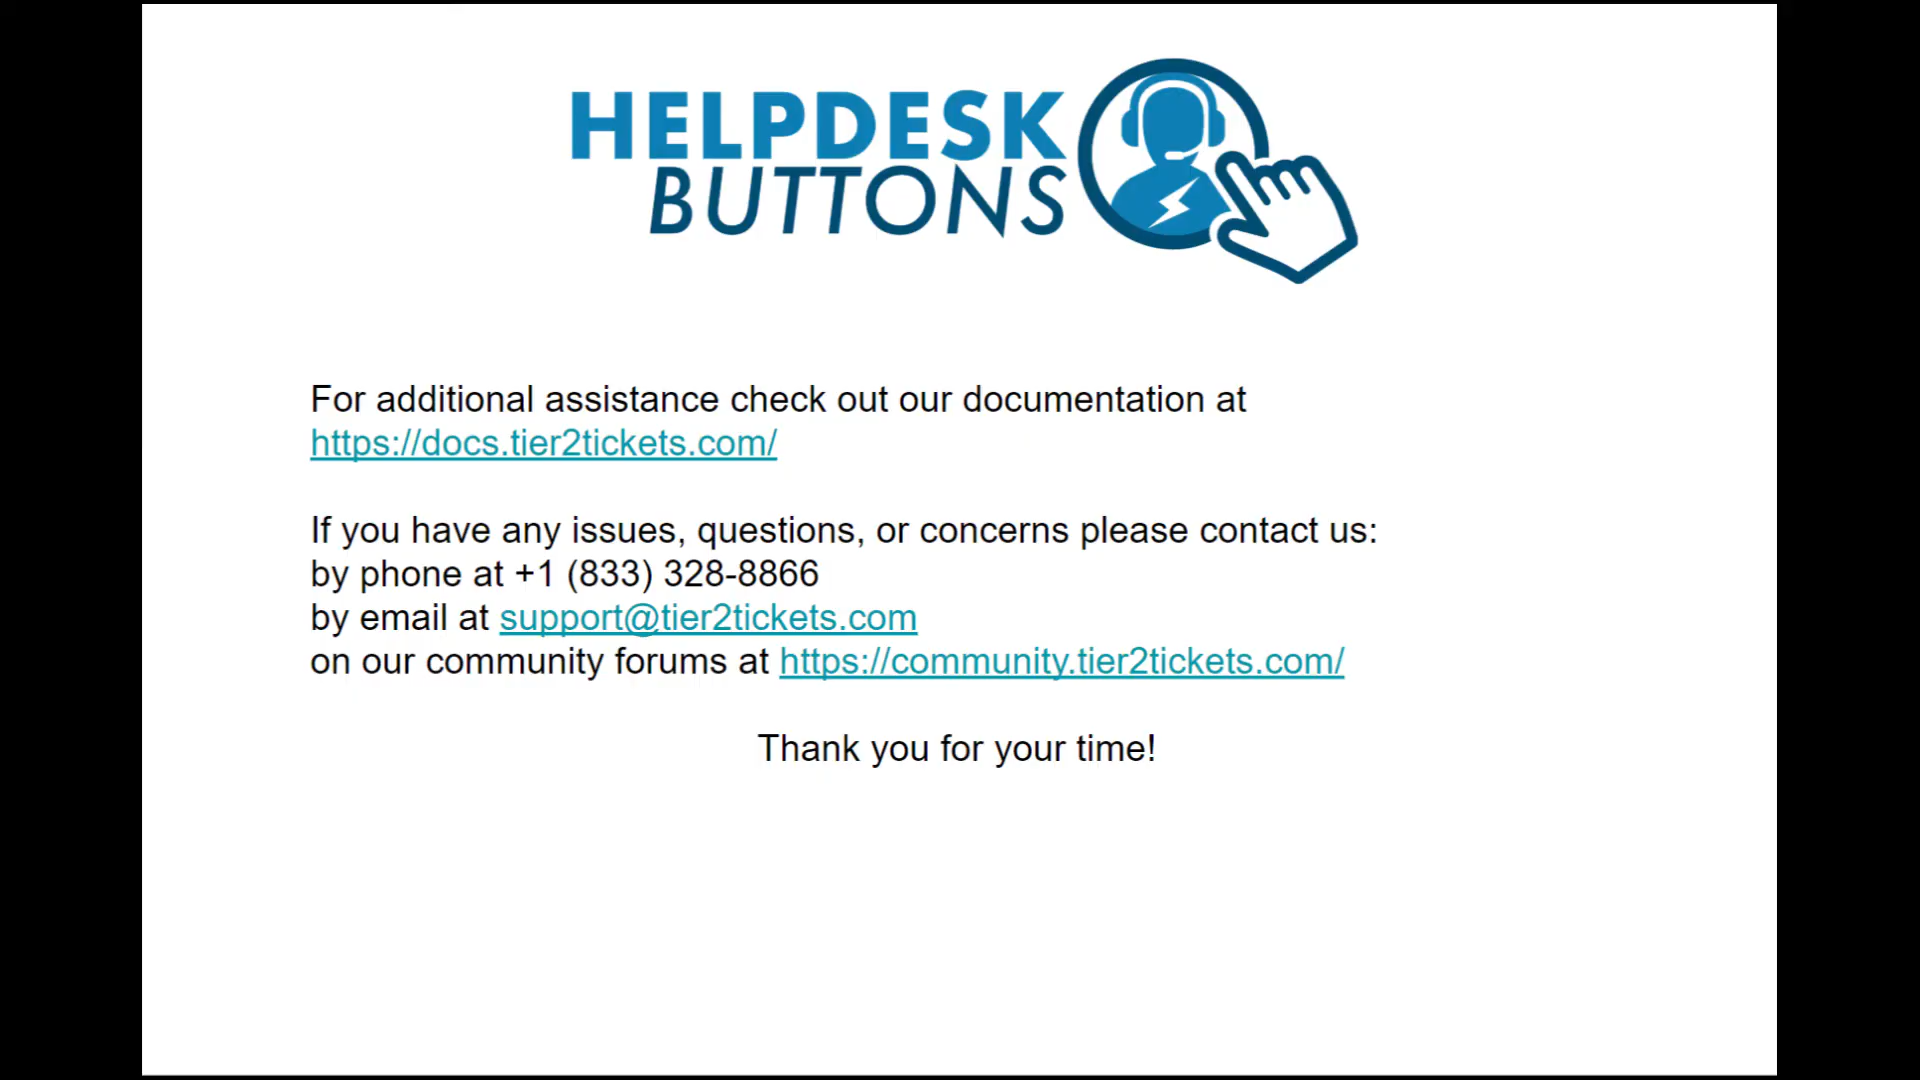 HELPDESK
BUTTONS
For additional assistance check out our documentation at
https://docs.tier2tickets.com/
If you have any issues, questions, or concerns please contact us:
by phone at +1 (833) 328-8866
by email at support@tier2tickets.com
on our community forums at https://community.tier2tickets.com/
Thank you for your time!